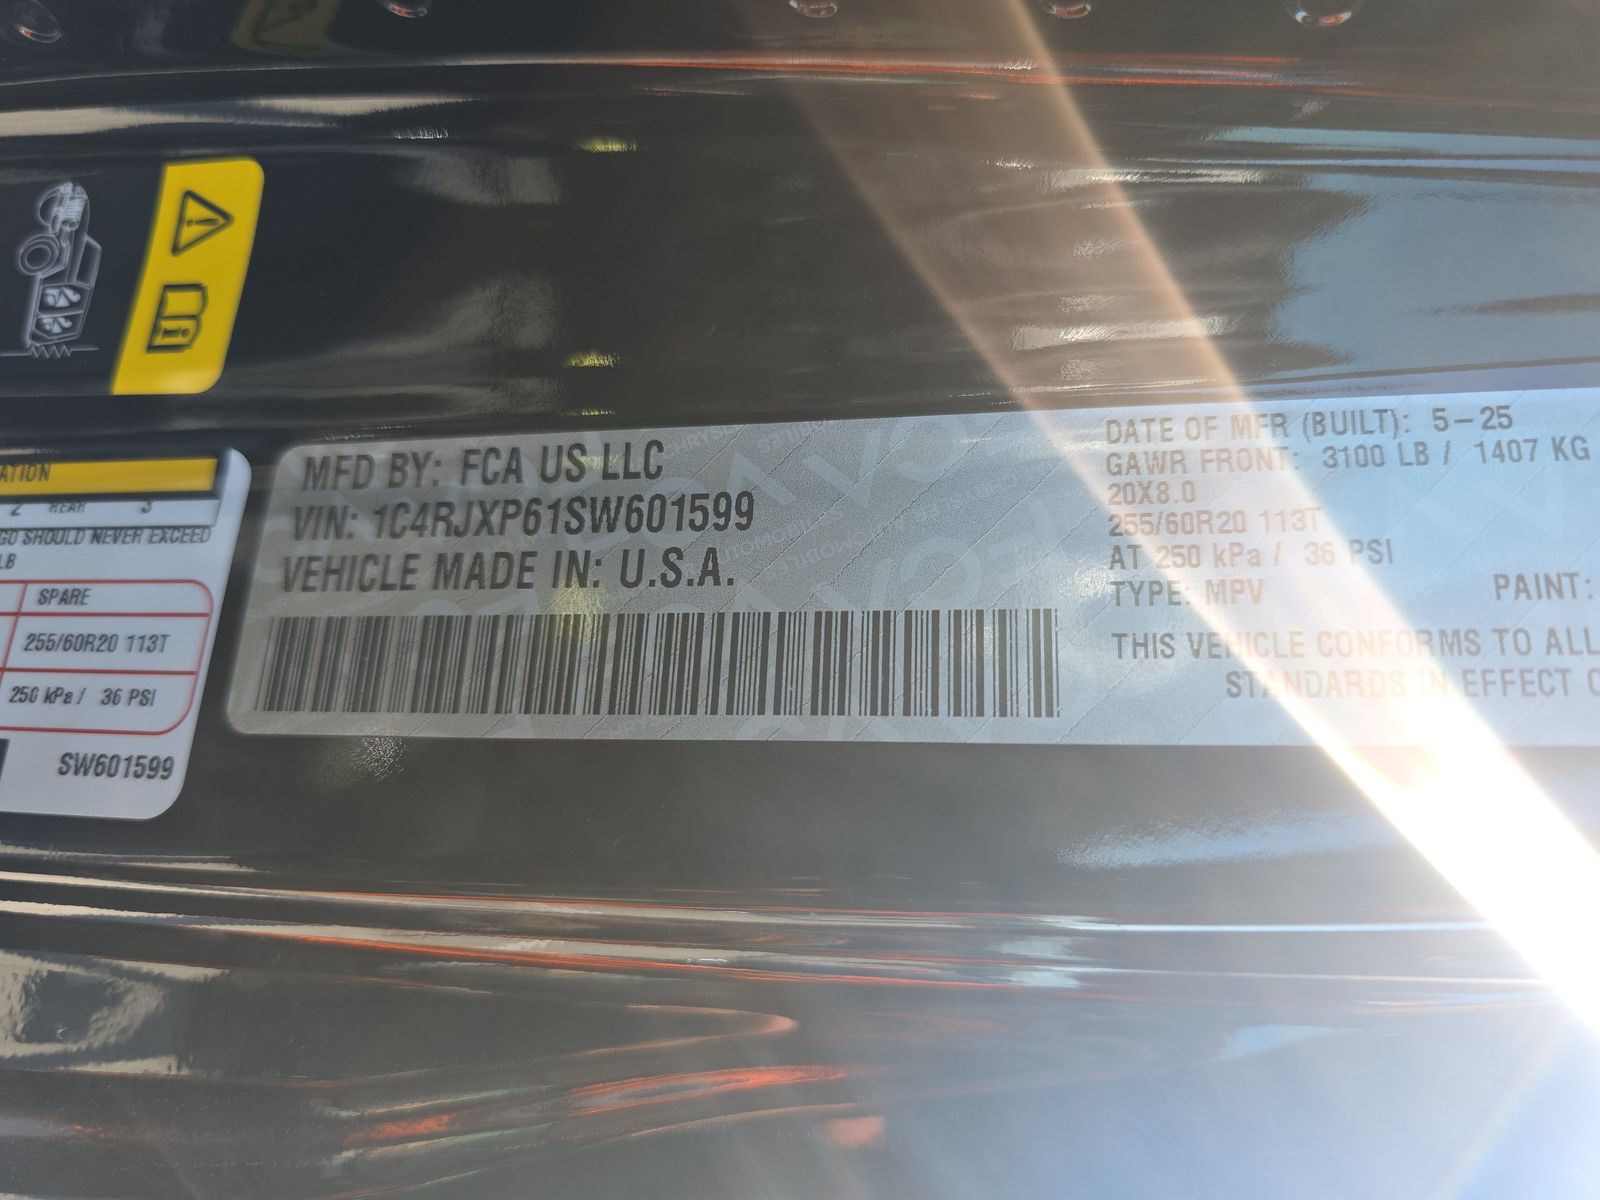 ATION
2 REAR 3
GO SHOULD NEVER EXCEED
LB
SPARE
255/60R20 113T
250 kPa / 36 PSI
SW601599
MFD BY: FCA US LLC
VIN: 1C4RJXP61SW601599
VEHICLE MADE IN: U.S.A.
DATE OF MFR (BUILT): 5-25
GAWR FRONT: 3100 LB / 1407 KG
20X8.0
255/60R20 113T
AT 250 kPa / 36 PSI
TYPE: MPV PAINT:
THIS VEHICLE CONFORMS TO ALL
STANDARDS IN EFFECT O